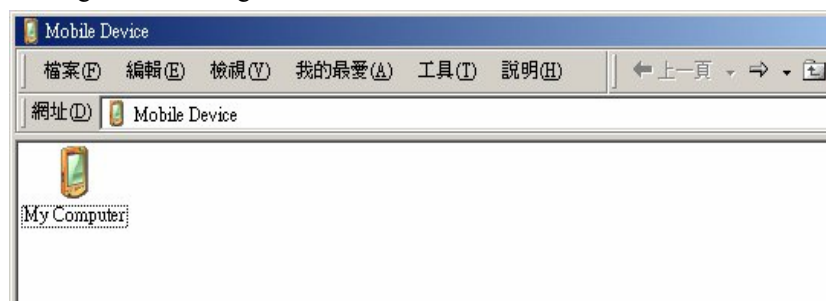 Mobile Device
檔案(F) 編輯(E) 檢視(V) 我的最愛(A) 工具(T) 說明(H) 上一頁
網址(D) Mobile Device
My Computer